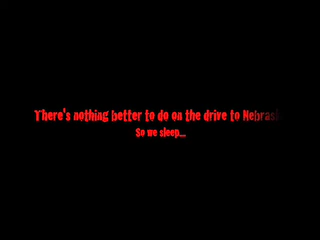 There's nothing better to do on the drive to Nebras
So we sleep...